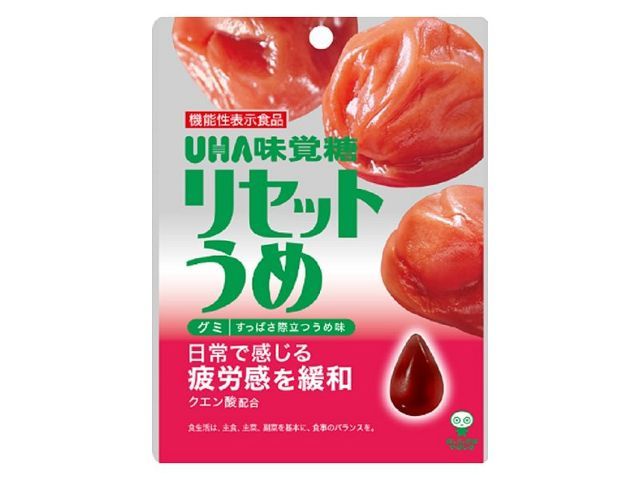 機能性表示食品
UHA味覚糖
リセット
うめ
グミ すっぱさ際立つうめ味
日常で感じる
疲労感を緩和
クエン酸配合
食生活は、主食、主菜、副菜を基本に、食事のバランスを。